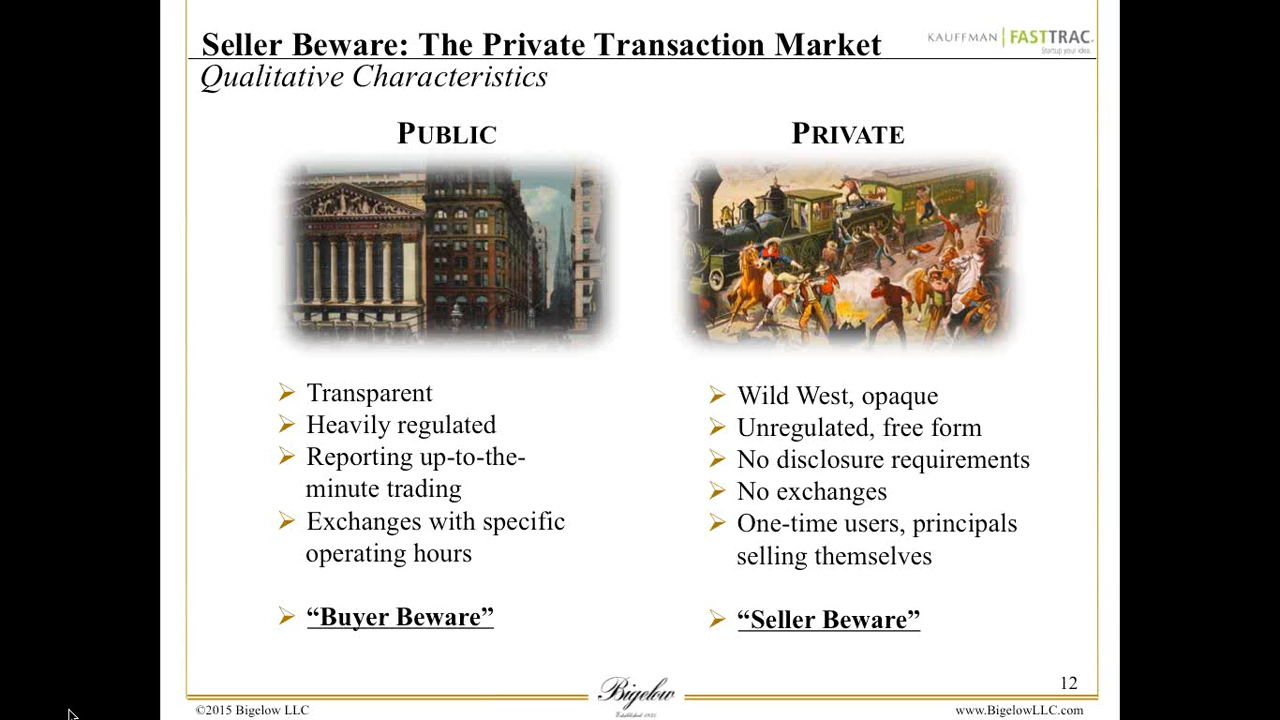 Seller Beware: The Private Transaction Market
KAUFFMAN | FASTTRAC.
Startup your idea.
Qualitative Characteristics
PUBLIC
PRIVATE
Transparent
Heavily regulated
Reporting up-to-the-
minute trading
Exchanges with specific
operating hours
“Buyer Beware”
Wild West, opaque
Unregulated, free form
No disclosure requirements
No exchanges
One-time users, principals
selling themselves
“Seller Beware”
12
Bigelow
©2015 Bigelow LLC
www.BigelowLLC.com